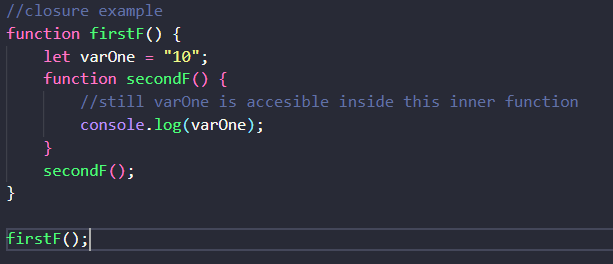 //closure example
function firstF() {
let varOne = "10";
function secondF() {
//still varOne is accesible inside this inner function
console.log(varOne);
}
secondF();
}
firstF();